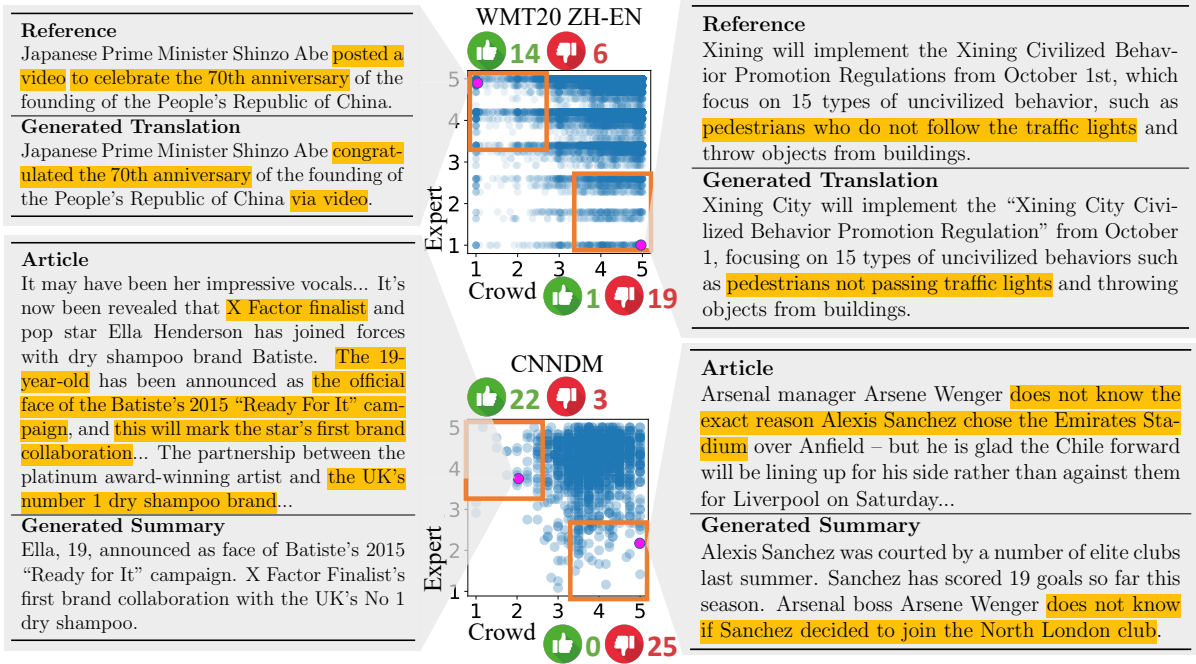 Reference
Japanese Prime Minister Shinzo Abe posted a
video to celebrate the 70th anniversary of the
founding of the People's Republic of China.
Generated Translation
Japanese Prime Minister Shinzo Abe congrat-
ulated the 70th anniversary of the founding of
the People's Republic of China via video.
Article
It may have been her impressive vocals... It's
now been revealed that X Factor finalist and
pop star Ella Henderson has joined forces
with dry shampoo brand Batiste. The 19-
year-old has been announced as the official
face of the Batiste's 2015 "Ready For It" cam-
paign, and this will mark the star's first brand
collaboration... The partnership between the
platinum award-winning artist and the UK's
number 1 dry shampoo brand...
Generated Summary
Ella, 19, announced as face of Batiste's 2015
"Ready for It" campaign. X Factor Finalist's
first brand collaboration with the UK's No 1
dry shampoo.
WMT20 ZH-EN
14 6
5
4
3
2
1
Expert
1 2 3 4 5
Crowd
1 19
CNNDM
22 3
5
4
3
2
1
Expert
1 2 3 4 5
Crowd
0 25
Reference
Xining will implement the Xining Civilized Behav-
ior Promotion Regulations from October 1st, which
focus on 15 types of uncivilized behavior, such as
pedestrians who do not follow the traffic lights and
throw objects from buildings.
Generated Translation
Xining City will implement the "Xining City Civi-
lized Behavior Promotion Regulation" from October
1, focusing on 15 types of uncivilized behaviors such
as pedestrians not passing traffic lights and throwing
objects from buildings.
Article
Arsenal manager Arsene Wenger does not know the
exact reason Alexis Sanchez chose the Emirates Sta-
dium over Anfield – but he is glad the Chile forward
will be lining up for his side rather than against them
for Liverpool on Saturday...
Generated Summary
Alexis Sanchez was courted by a number of elite clubs
last summer. Sanchez has scored 19 goals so far this
season. Arsenal boss Arsene Wenger does not know
if Sanchez decided to join the North London club.